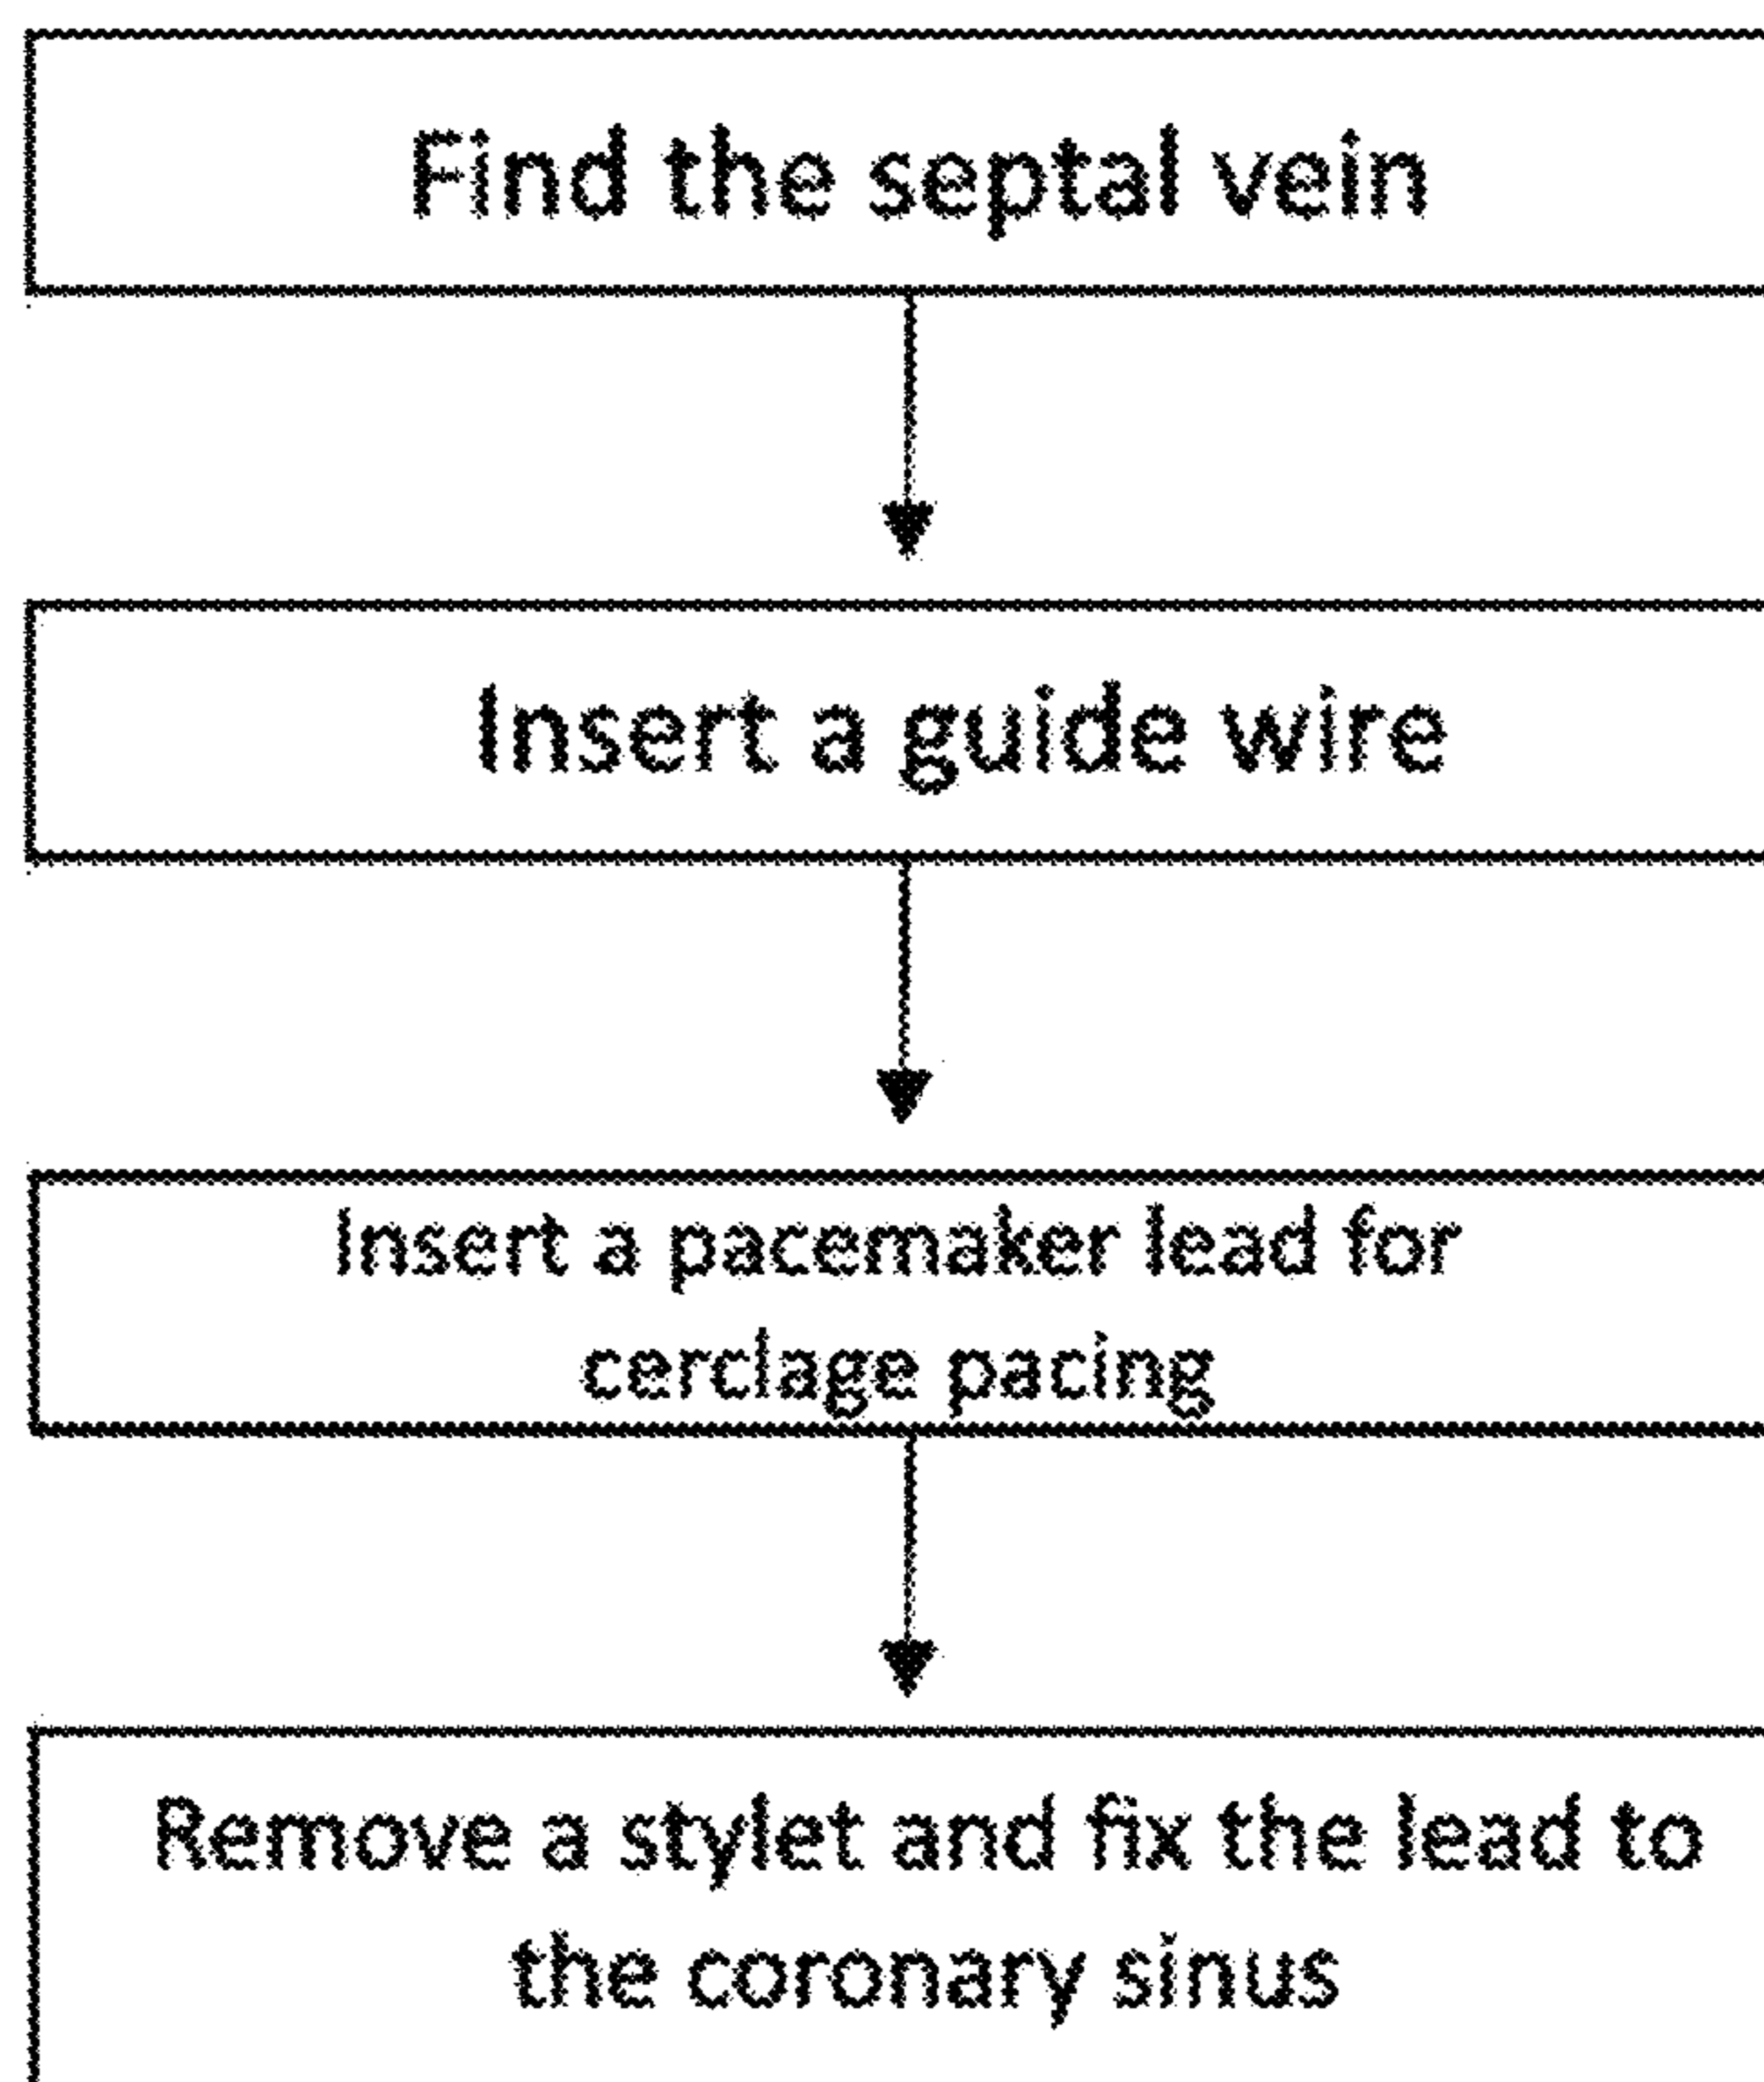 Find the septal vein
Insert a guide wire
Insert a pacemaker lead for
cerclage pacing
Remove a stylet and fix the lead to
the coronary sinus